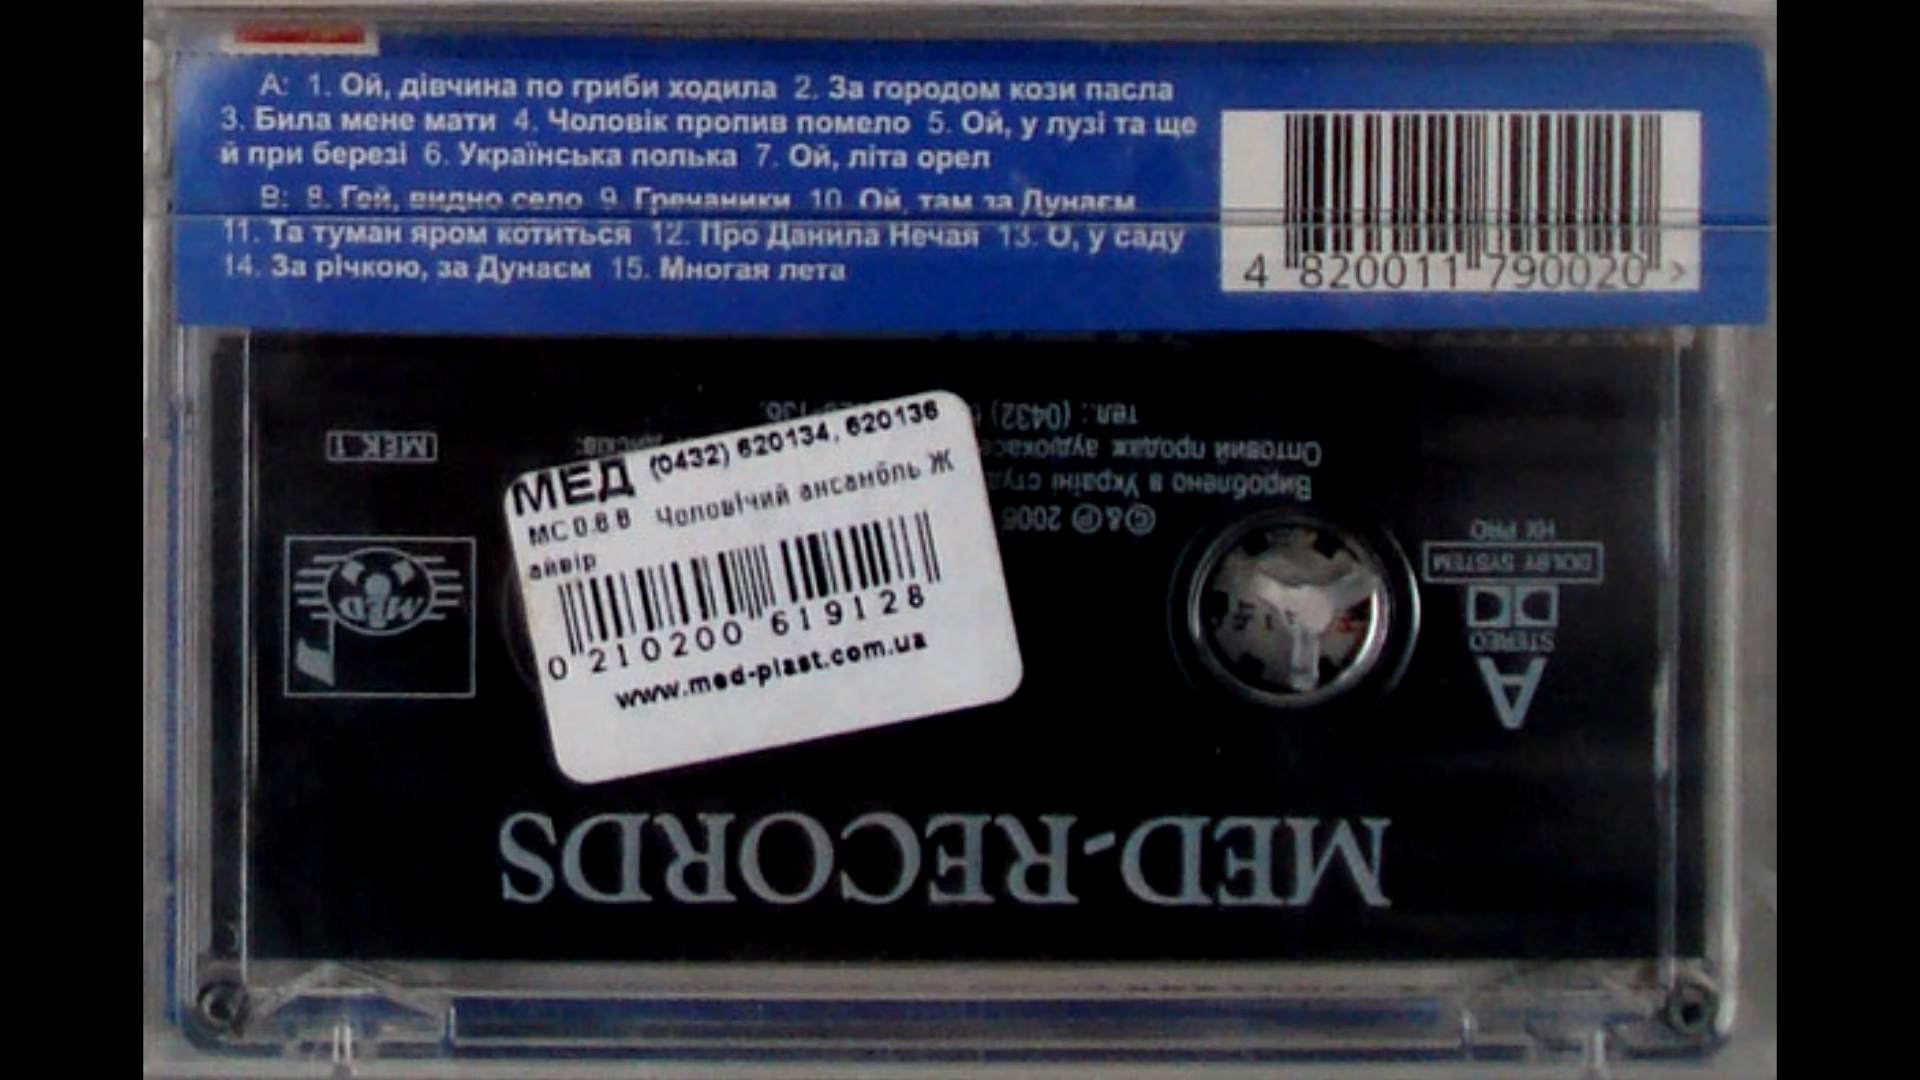 A: 1. Ой, дівчина по гриби ходила 2. За городом кози пасла
3. Била мене мати 4. Чоловік пропив помело 5. Ой, у лузі та ще
й при березі 6. Українська полька 7. Ой, літа орел
B: 8. Гей, видно село 9. Гречаники 10. Ой, там за Дунаєм
11. Та туман яром котиться 12. Про Данила Нечая 13. О, у саду
14. За річкою, за Дунаєм 15. Многая лета
4 820011 790020 >
МЕД (0432) 620134, 620136
МС 0.6 6 Чоловічий ансамбль Ж
айвір
0 210200 619128
www.med-plast.com.ua
MED-RECORDS
A
STEREO
DOLBY SYSTEM
HX PRO
© & ℗ 2006
Вироблено в Україні
Оптовий продаж
тел.: (0432)
МЕК 1
MED